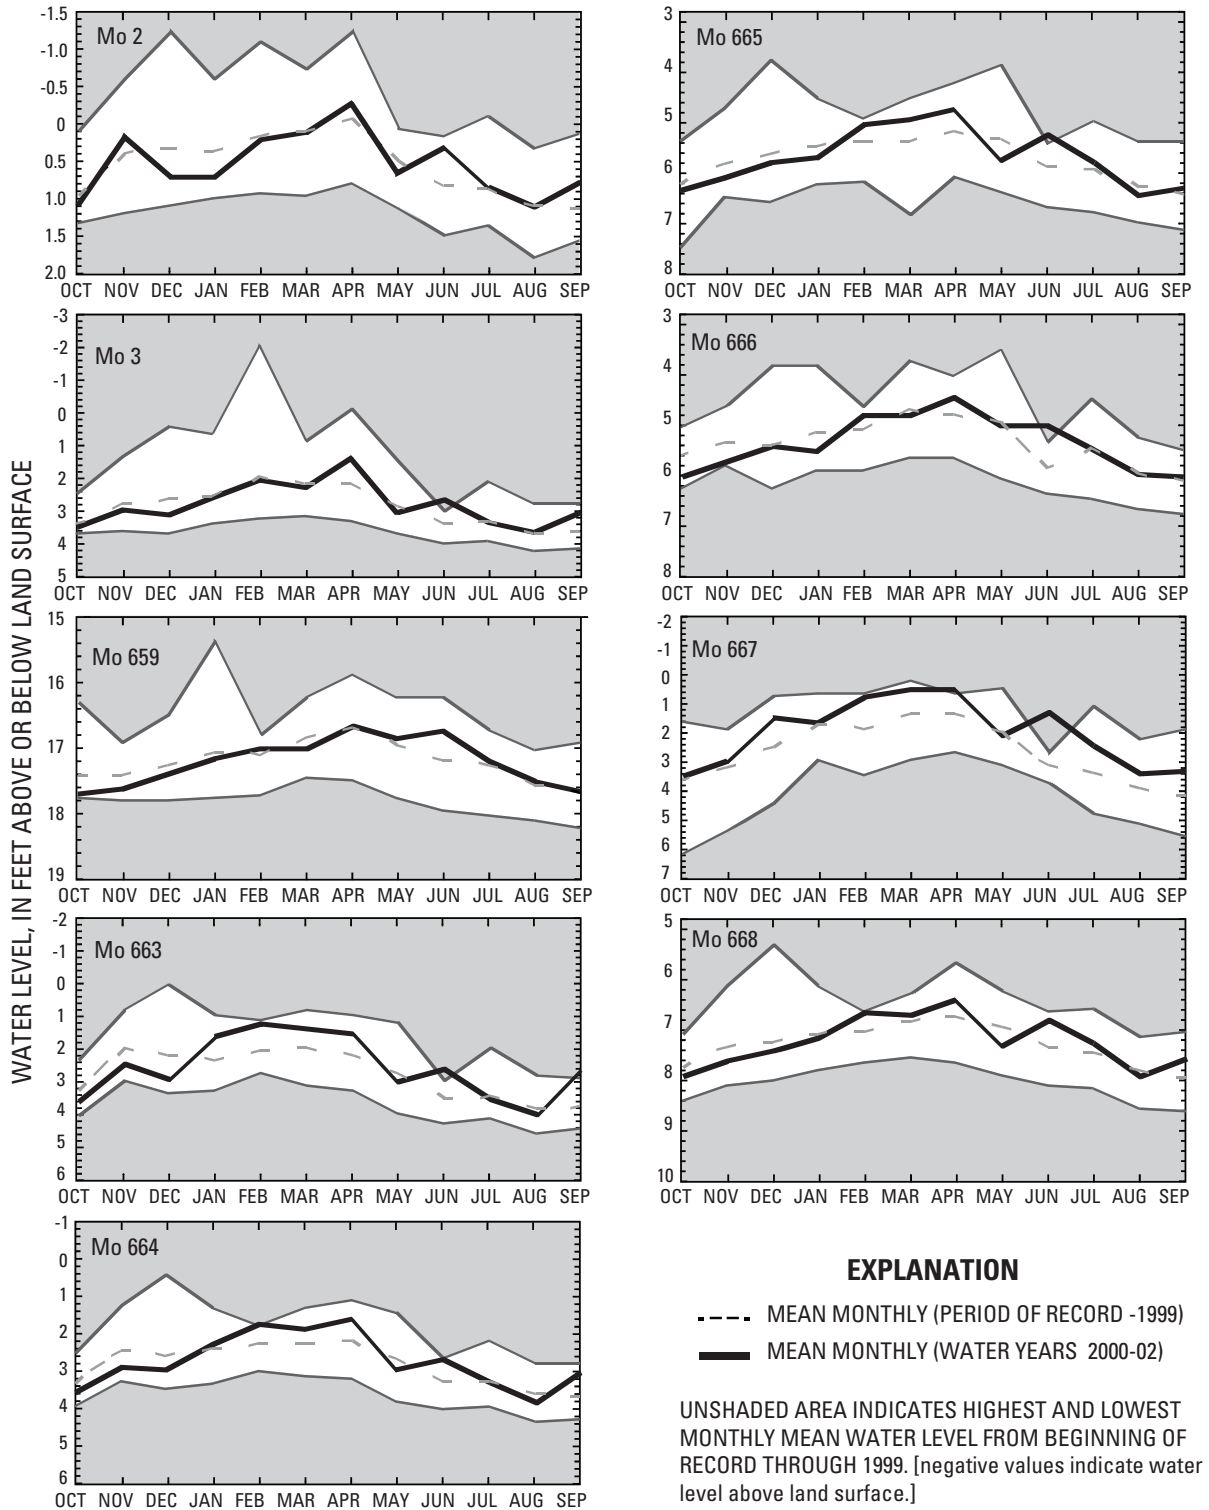 WATER LEVEL, IN FEET ABOVE OR BELOW LAND SURFACE
Mo 2
-1.5
-1.0
-0.5
0
0.5
1.0
1.5
2.0
OCT NOV DEC JAN FEB MAR APR MAY JUN JUL AUG SEP
Mo 3
-3
-2
-1
0
1
2
3
4
5
OCT NOV DEC JAN FEB MAR APR MAY JUN JUL AUG SEP
Mo 659
15
16
17
18
19
OCT NOV DEC JAN FEB MAR APR MAY JUN JUL AUG SEP
Mo 663
-2
-1
0
1
2
3
4
5
6
OCT NOV DEC JAN FEB MAR APR MAY JUN JUL AUG SEP
Mo 664
-1
0
1
2
3
4
5
6
OCT NOV DEC JAN FEB MAR APR MAY JUN JUL AUG SEP
Mo 665
3
4
5
6
7
8
OCT NOV DEC JAN FEB MAR APR MAY JUN JUL AUG SEP
Mo 666
3
4
5
6
7
8
OCT NOV DEC JAN FEB MAR APR MAY JUN JUL AUG SEP
Mo 667
-2
-1
0
1
2
3
4
5
6
7
OCT NOV DEC JAN FEB MAR APR MAY JUN JUL AUG SEP
Mo 668
5
6
7
8
9
10
OCT NOV DEC JAN FEB MAR APR MAY JUN JUL AUG SEP
EXPLANATION
MEAN MONTHLY (PERIOD OF RECORD -1999)
MEAN MONTHLY (WATER YEARS 2000-02)
UNSHADED AREA INDICATES HIGHEST AND LOWEST
MONTHLY MEAN WATER LEVEL FROM BEGINNING OF
RECORD THROUGH 1999. [negative values indicate water
level above land surface.]